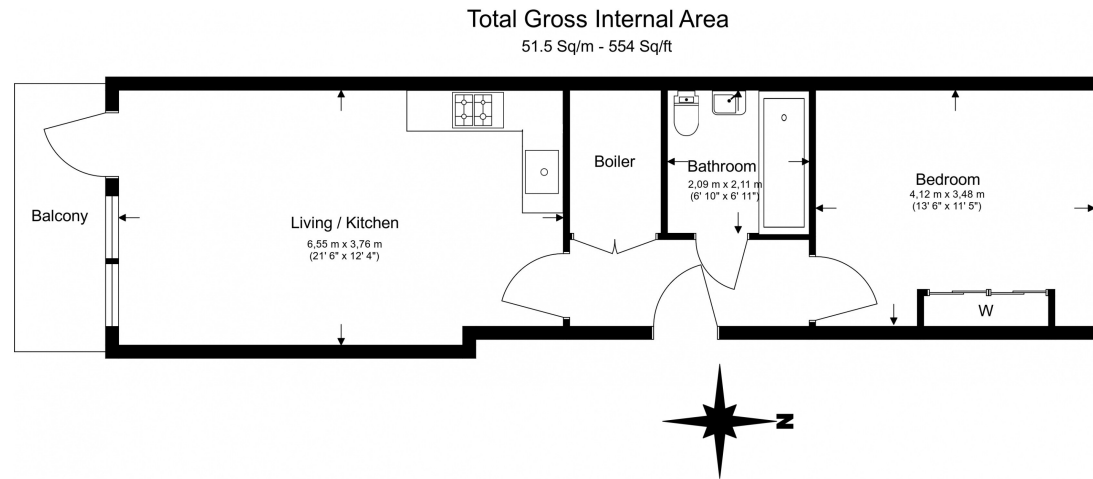 Total Gross Internal Area
51.5 Sq/m - 554 Sq/ft
Balcony
Living / Kitchen
6,55 m x 3,76 m
(21' 6" x 12' 4")
Boiler
Bathroom
2,09 m x 2,11 m
(6' 10" x 6' 11")
Bedroom
4,12 m x 3,48 m
(13' 6" x 11' 5")
W
N